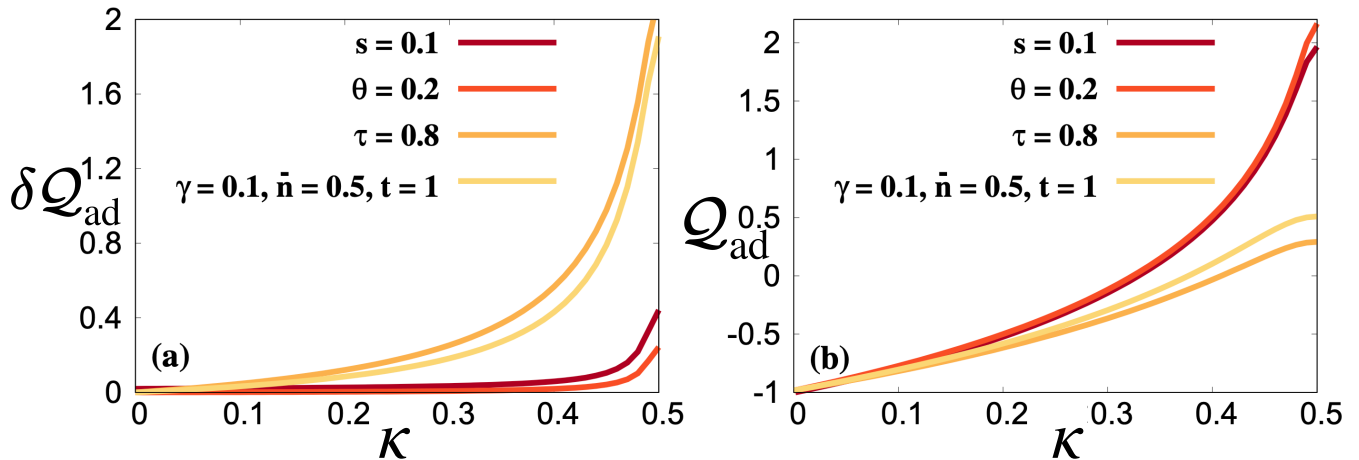 2
1.6
1.2
0.8
0.4
0
δQad
s = 0.1
θ = 0.2
τ = 0.8
γ = 0.1, n̄ = 0.5, t = 1
(a)
0 0.1 0.2 0.3 0.4 0.5
κ
2
1.5
1
0.5
0
-0.5
-1
Qad
s = 0.1
θ = 0.2
τ = 0.8
γ = 0.1, n̄ = 0.5, t = 1
(b)
0 0.1 0.2 0.3 0.4 0.5
κ